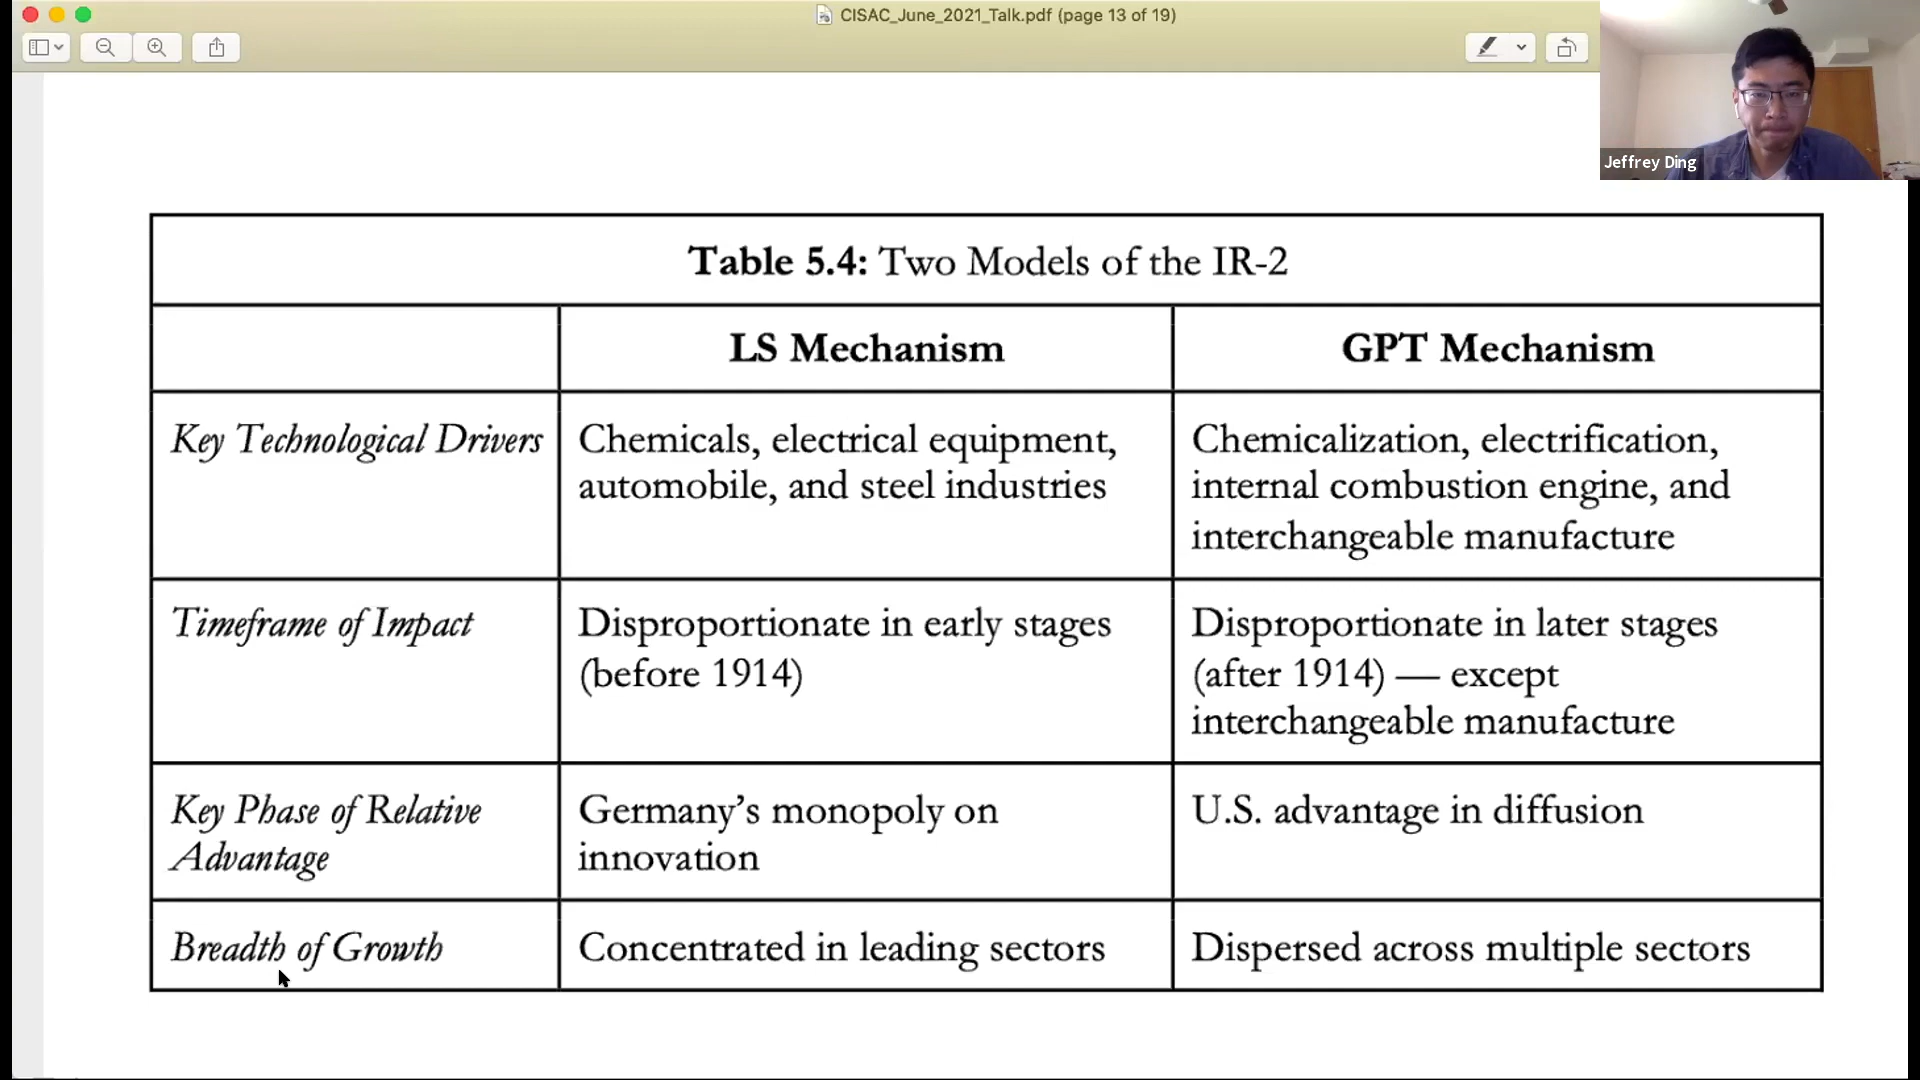 CISAC_June_2021_Talk.pdf (page 13 of 19)
Jeffrey Ding
Table 5.4: Two Models of the IR-2
LS Mechanism
GPT Mechanism
Key Technological Drivers
Chemicals, electrical equipment,
automobile, and steel industries
Chemicalization, electrification,
internal combustion engine, and
interchangeable manufacture
Timeframe of Impact
Disproportionate in early stages
(before 1914)
Disproportionate in later stages
(after 1914) — except
interchangeable manufacture
Key Phase of Relative
Advantage
Germany’s monopoly on
innovation
U.S. advantage in diffusion
Breadth of Growth
Concentrated in leading sectors
Dispersed across multiple sectors